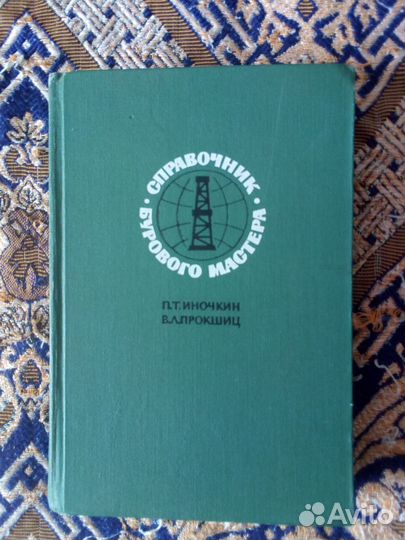 СПРАВОЧНИК
БУРОВОГО МАСТЕРА
П.Т.ИНОЧКИН
В.Л.ПРОКШИЦ
Avito